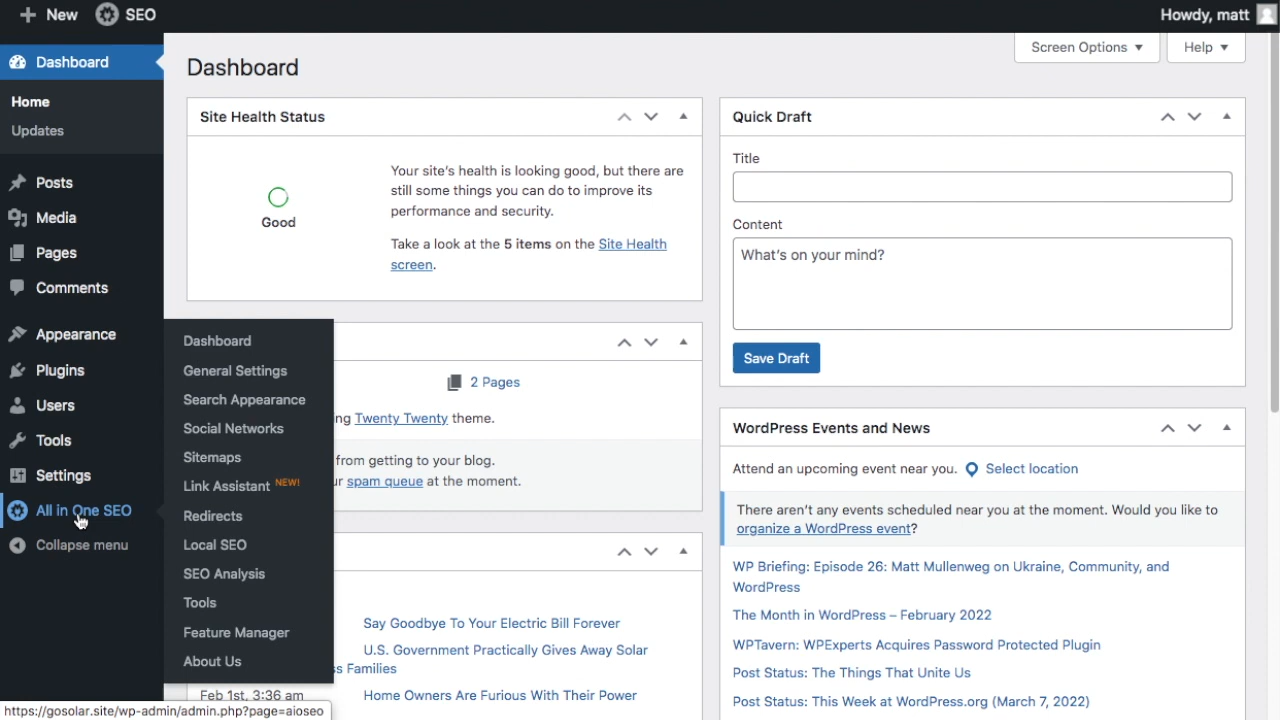 New SEO Howdy, matt
Dashboard
Home
Updates
Posts
Media
Pages
Comments
Appearance
Plugins
Users
Tools
Settings
All in One SEO
Collapse menu
Dashboard
General Settings
Search Appearance
Social Networks
Sitemaps
Link Assistant NEW!
Redirects
Local SEO
SEO Analysis
Tools
Feature Manager
About Us
Screen Options Help
Dashboard
Site Health Status
Good
Your site's health is looking good, but there are
still some things you can do to improve its
performance and security.
Take a look at the 5 items on the Site Health
screen.
2 Pages
ng Twenty Twenty theme.
from getting to your blog.
ur spam queue at the moment.
Say Goodbye To Your Electric Bill Forever
U.S. Government Practically Gives Away Solar
ss Families
Feb 1st, 3:36 am Home Owners Are Furious With Their Power
Quick Draft
Title
Content
What's on your mind?
Save Draft
WordPress Events and News
Attend an upcoming event near you. Select location
There aren't any events scheduled near you at the moment. Would you like to
organize a WordPress event?
WP Briefing: Episode 26: Matt Mullenweg on Ukraine, Community, and
WordPress
The Month in WordPress – February 2022
WPTavern: WPExperts Acquires Password Protected Plugin
Post Status: The Things That Unite Us
Post Status: This Week at WordPress.org (March 7, 2022)
https://gosolar.site/wp-admin/admin.php?page=aioseo